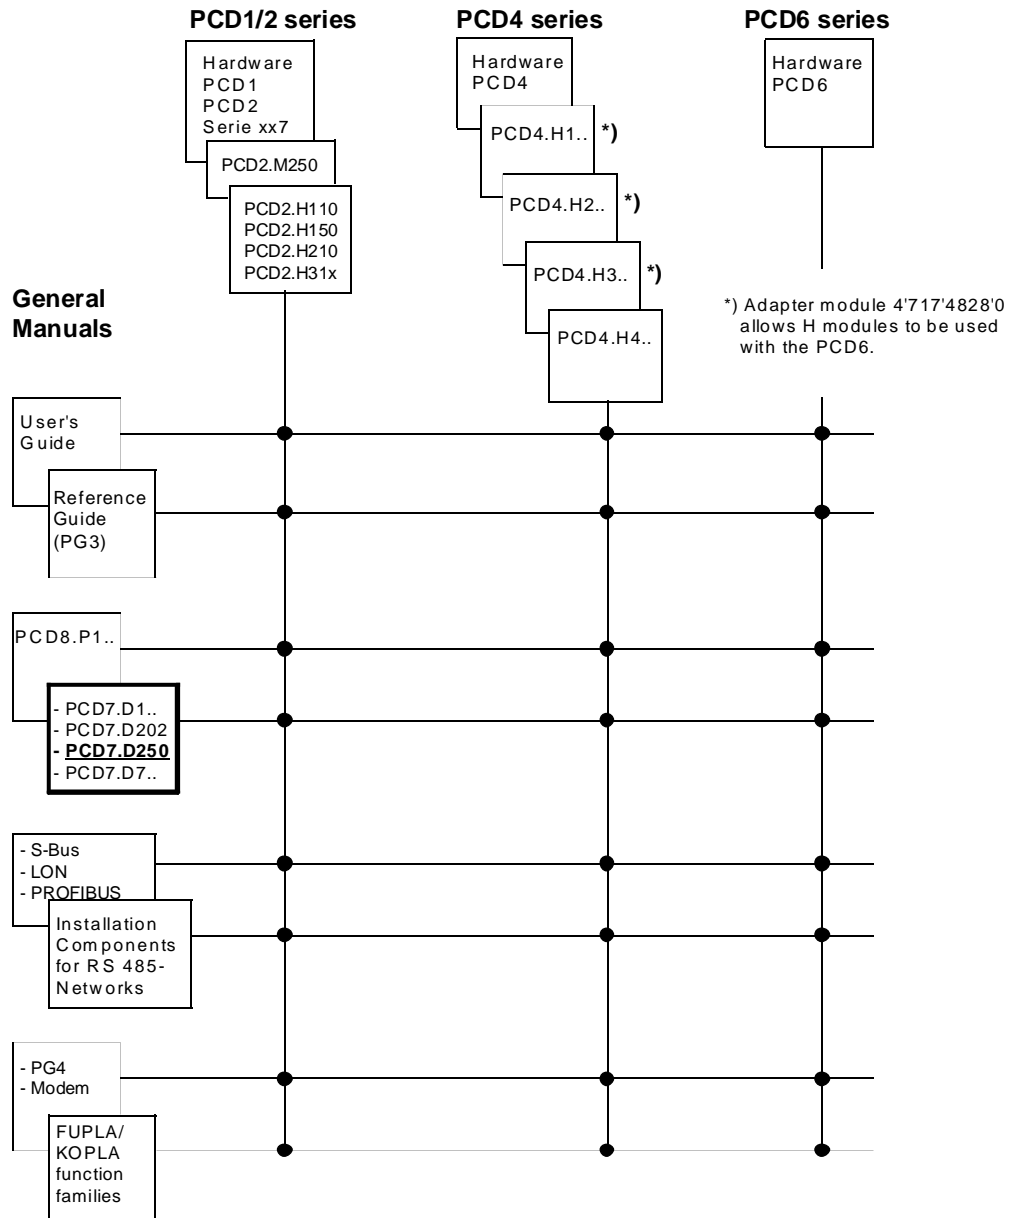 PCD1/2 series
PCD4 series
PCD6 series
Hardware
PCD1
PCD2
Serie xx7
PCD2.M250
PCD2.H110
PCD2.H150
PCD2.H210
PCD2.H31x
Hardware
PCD4
PCD4.H1.. *)
PCD4.H2.. *)
PCD4.H3.. *)
PCD4.H4..
Hardware
PCD6
*) Adapter module 4'717'4828'0
allows H modules to be used
with the PCD6.
General
Manuals
User's
Guide
Reference
Guide
(PG3)
PCD8.P1..
- PCD7.D1..
- PCD7.D202
- PCD7.D250
- PCD7.D7..
- S-Bus
- LON
- PROFIBUS
Installation
Components
for RS 485-
Networks
- PG4
- Modem
FUPLA/
KOPLA
function
families